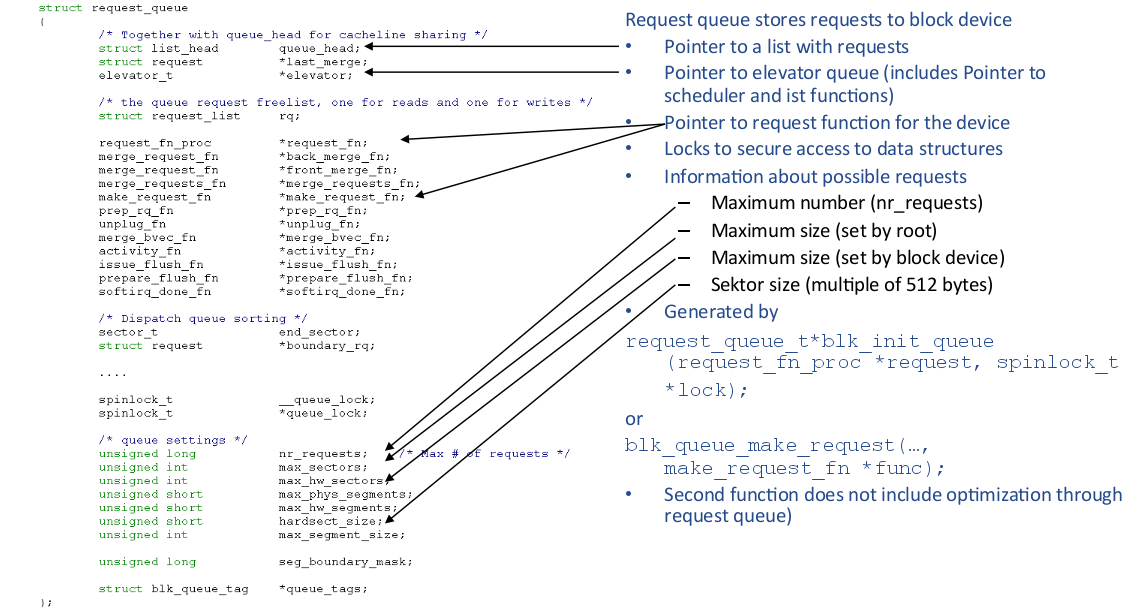 struct request_queue
{
/* Together with queue_head for cacheline sharing */
struct list_head queue_head;
struct request *last_merge;
elevator_t *elevator;
/* the queue request freelist, one for reads and one for writes */
struct request_list rq;
request_fn_proc *request_fn;
merge_request_fn *back_merge_fn;
merge_request_fn *front_merge_fn;
merge_requests_fn *merge_requests_fn;
make_request_fn *make_request_fn;
prep_rq_fn *prep_rq_fn;
unplug_fn *unplug_fn;
merge_bvec_fn *merge_bvec_fn;
activity_fn *activity_fn;
issue_flush_fn *issue_flush_fn;
prepare_flush_fn *prepare_flush_fn;
softirq_done_fn *softirq_done_fn;
/* Dispatch queue sorting */
sector_t end_sector;
struct request *boundary_rq;
....
spinlock_t __queue_lock;
spinlock_t *queue_lock;
/* queue settings */
unsigned long nr_requests; /* Max # of requests */
unsigned int max_sectors;
unsigned int max_hw_sectors;
unsigned short max_phys_segments;
unsigned short max_hw_segments;
unsigned short hardsect_size;
unsigned int max_segment_size;
unsigned long seg_boundary_mask;
struct blk_queue_tag *queue_tags;
};
Request queue stores requests to block device
• Pointer to a list with requests
• Pointer to elevator queue (includes Pointer to
scheduler and ist functions)
• Pointer to request function for the device
• Locks to secure access to data structures
• Information about possible requests
– Maximum number (nr_requests)
– Maximum size (set by root)
– Maximum size (set by block device)
– Sektor size (multiple of 512 bytes)
• Generated by
request_queue_t*blk_init_queue
(request_fn_proc *request, spinlock_t
*lock);
or
blk_queue_make_request(…,
make_request_fn *func);
• Second function does not include optimization through
request queue)